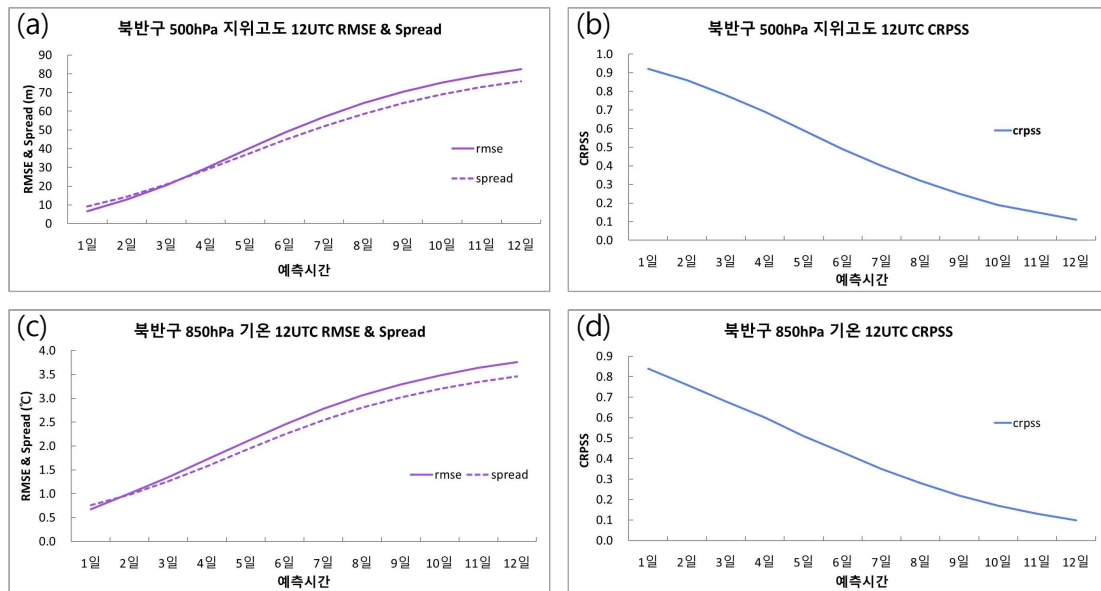 (a)
북반구 500hPa 지위고도 12UTC RMSE & Spread
RMSE & Spread (m)
90
80
70
60
50
40
30
20
10
0
rmse
spread
1일 2일 3일 4일 5일 6일 7일 8일 9일 10일 11일 12일
예측시간
(b)
북반구 500hPa 지위고도 12UTC CRPSS
CRPSS
1.0
0.9
0.8
0.7
0.6
0.5
0.4
0.3
0.2
0.1
0.0
crpss
1일 2일 3일 4일 5일 6일 7일 8일 9일 10일 11일 12일
예측시간
(c)
북반구 850hPa 기온 12UTC RMSE & Spread
RMSE & Spread (℃)
4.0
3.5
3.0
2.5
2.0
1.5
1.0
0.5
0.0
rmse spread
1일 2일 3일 4일 5일 6일 7일 8일 9일 10일 11일 12일
예측시간
(d)
북반구 850hPa 기온 12UTC CRPSS
CRPSS
0.9
0.8
0.7
0.6
0.5
0.4
0.3
0.2
0.1
0.0
crpss
1일 2일 3일 4일 5일 6일 7일 8일 9일 10일 11일 12일
예측시간